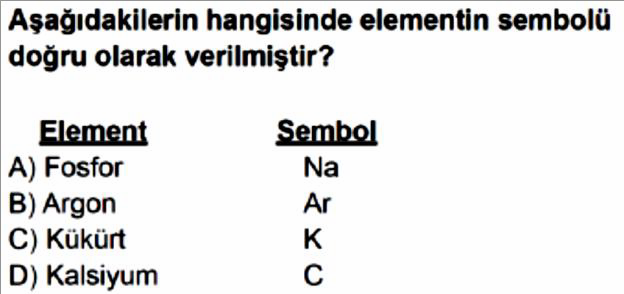 Aşağıdakilerin hangisinde elementin sembolü
doğru olarak verilmiştir?
Element Sembol
A) Fosfor Na
B) Argon Ar
C) Kükürt K
D) Kalsiyum C